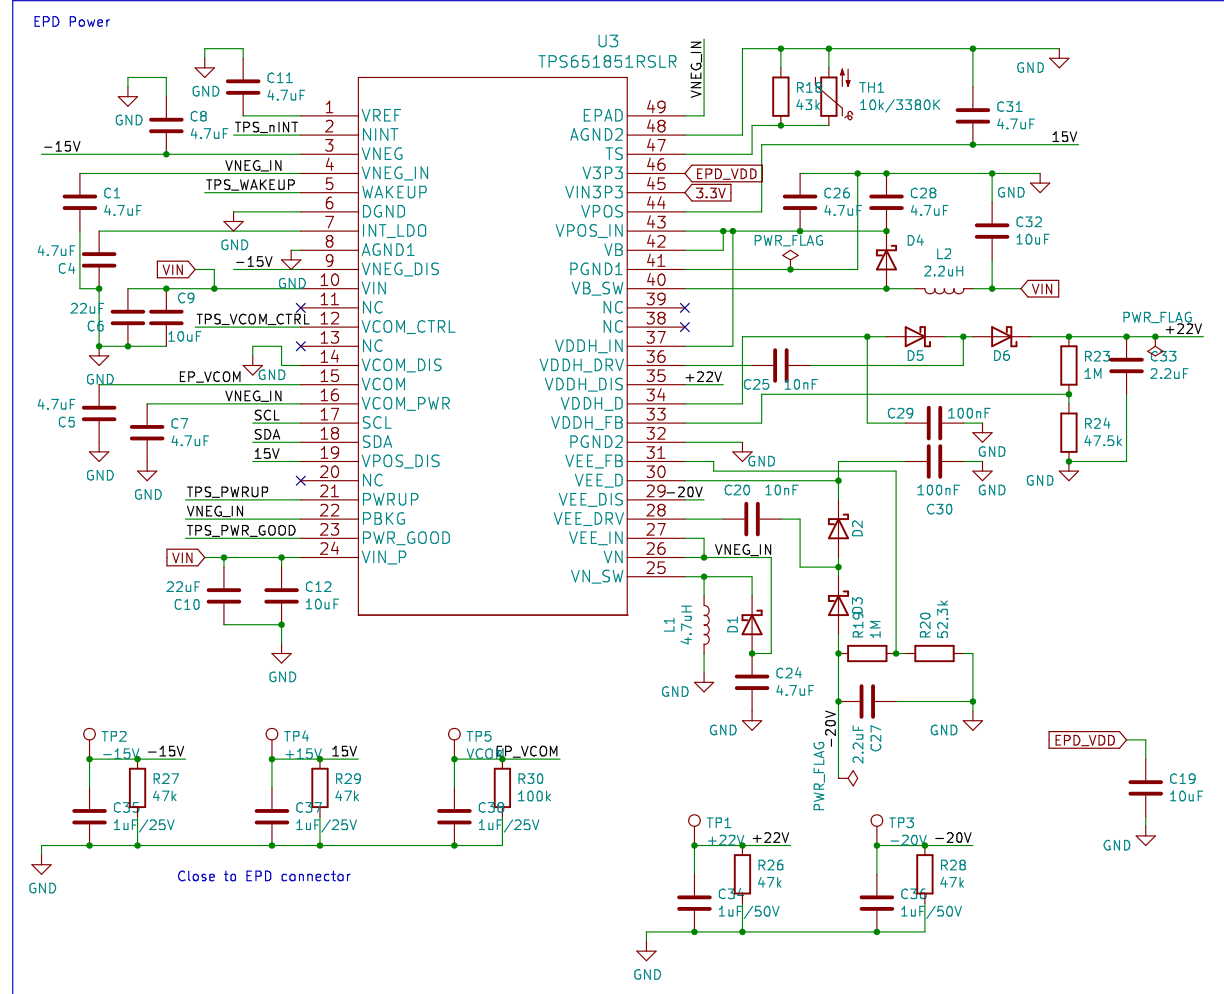 EPD Power
U3
TPS651851RSLR
C11
4.7uF
GND
C8
4.7uF
GND
TPS_nINT
-15V
VNEG_IN
TPS_WAKEUP
C1
4.7uF
GND
4.7uF
C4
VIN
-15V
GND
22uF
C6
C9
10uF
TPS_VCOM_CTRL
GND
GND
EP_VCOM
4.7uF
C5
GND
VNEG_IN
C7
4.7uF
GND
SCL
SDA
15V
TPS_PWRUP
VNEG_IN
TPS_PWR_GOOD
VIN
22uF
C10
C12
10uF
GND
1 VREF
2 NINT
3 VNEG
4 VNEG_IN
5 WAKEUP
6 DGND
7 INT_LDO
8 AGND1
9 VNEG_DIS
10 VIN
11 NC
12 VCOM_CTRL
13 NC
14 VCOM_DIS
15 VCOM
16 VCOM_PWR
17 SCL
18 SDA
19 VPOS_DIS
20 NC
21 PWRUP
22 PBKG
23 PWR_GOOD
24 VIN_P
EPAD 49
AGND2 48
TS 47
V3P3 46
VIN3P3 45
VPOS 44
VPOS_IN 43
VB 42
PGND1 41
VB_SW 40
NC 39
NC 38
VDDH_IN 37
VDDH_DRV 36
VDDH_DIS 35
VDDH_D 34
VDDH_FB 33
PGND2 32
VEE_FB 31
VEE_D 30
VEE_DIS 29
VEE_DRV 28
VEE_IN 27
VN 26
VN_SW 25
VNEG_IN
R18
43k
TH1
10k/3380K
C31
4.7uF
GND
15V
EPD_VDD
3.3V
C26
4.7uF
C28
4.7uF
GND
C32
10uF
PWR_FLAG
D4
L2
2.2uH
VIN
D5
D6
PWR_FLAG
+22V
C25
10nF
+22V
R23
1M
C33
2.2uF
R24
47.5k
GND
C29
100nF
GND
100nF
C30
GND
GND
-20V
C20
10nF
VNEG_IN
D2
D3
L1
4.7uH
GND
D1
C24
4.7uF
GND
R19
1M
R20
52.3k
2.2uF
C27
GND
-20V
PWR_FLAG
EPD_VDD
C19
10uF
GND
TP2
-15V
-15V
R27
47k
C35
1uF/25V
TP4
+15V
15V
R29
47k
C37
1uF/25V
TP5
VCOM
EP_VCOM
R30
100k
C38
1uF/25V
GND
Close to EPD connector
TP1
+22V
+22V
R26
47k
C34
1uF/50V
TP3
-20V
-20V
R28
47k
C36
1uF/50V
GND